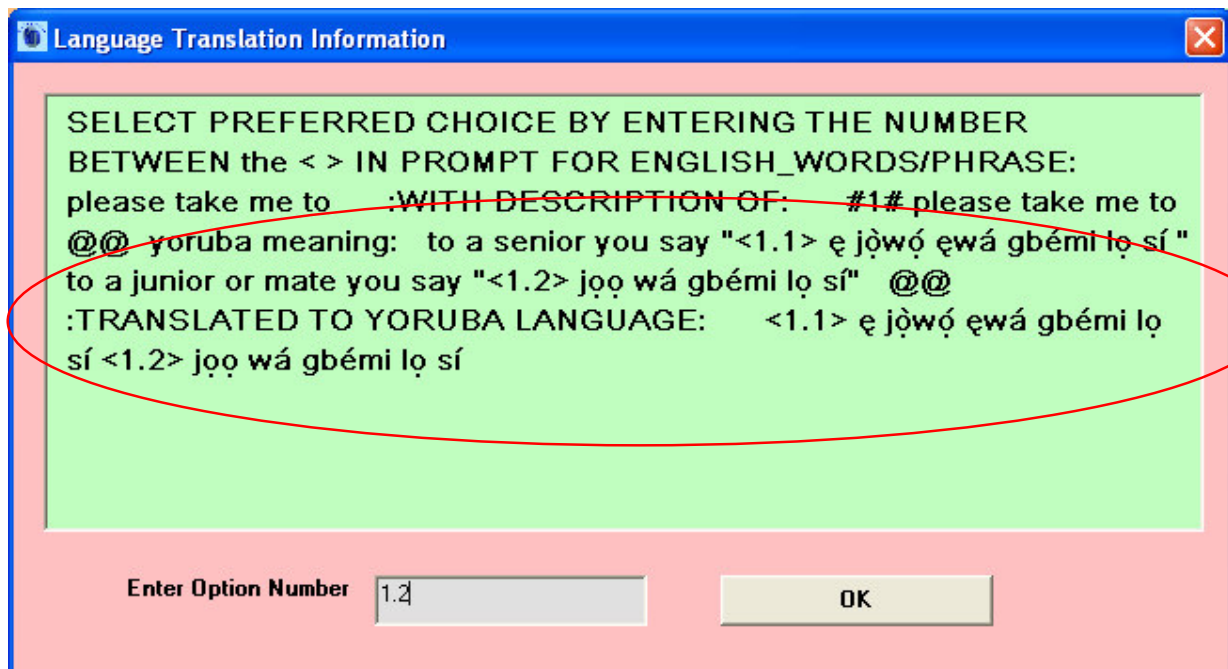 Language Translation Information
SELECT PREFERRED CHOICE BY ENTERING THE NUMBER
BETWEEN the < > IN PROMPT FOR ENGLISH_WORDS/PHRASE:
please take me to :WITH DESCRIPTION OF: #1# please take me to
@@ yoruba meaning: to a senior you say "<1.1> ẹ jọ̀wọ́ ẹwá gbémi lọ sí "
to a junior or mate you say "<1.2> jọọ wá gbémi lọ sí" @@
:TRANSLATED TO YORUBA LANGUAGE: <1.1> ẹ jọ̀wọ́ ẹwá gbémi lọ
sí <1.2> jọọ wá gbémi lọ sí
Enter Option Number 1.2 OK